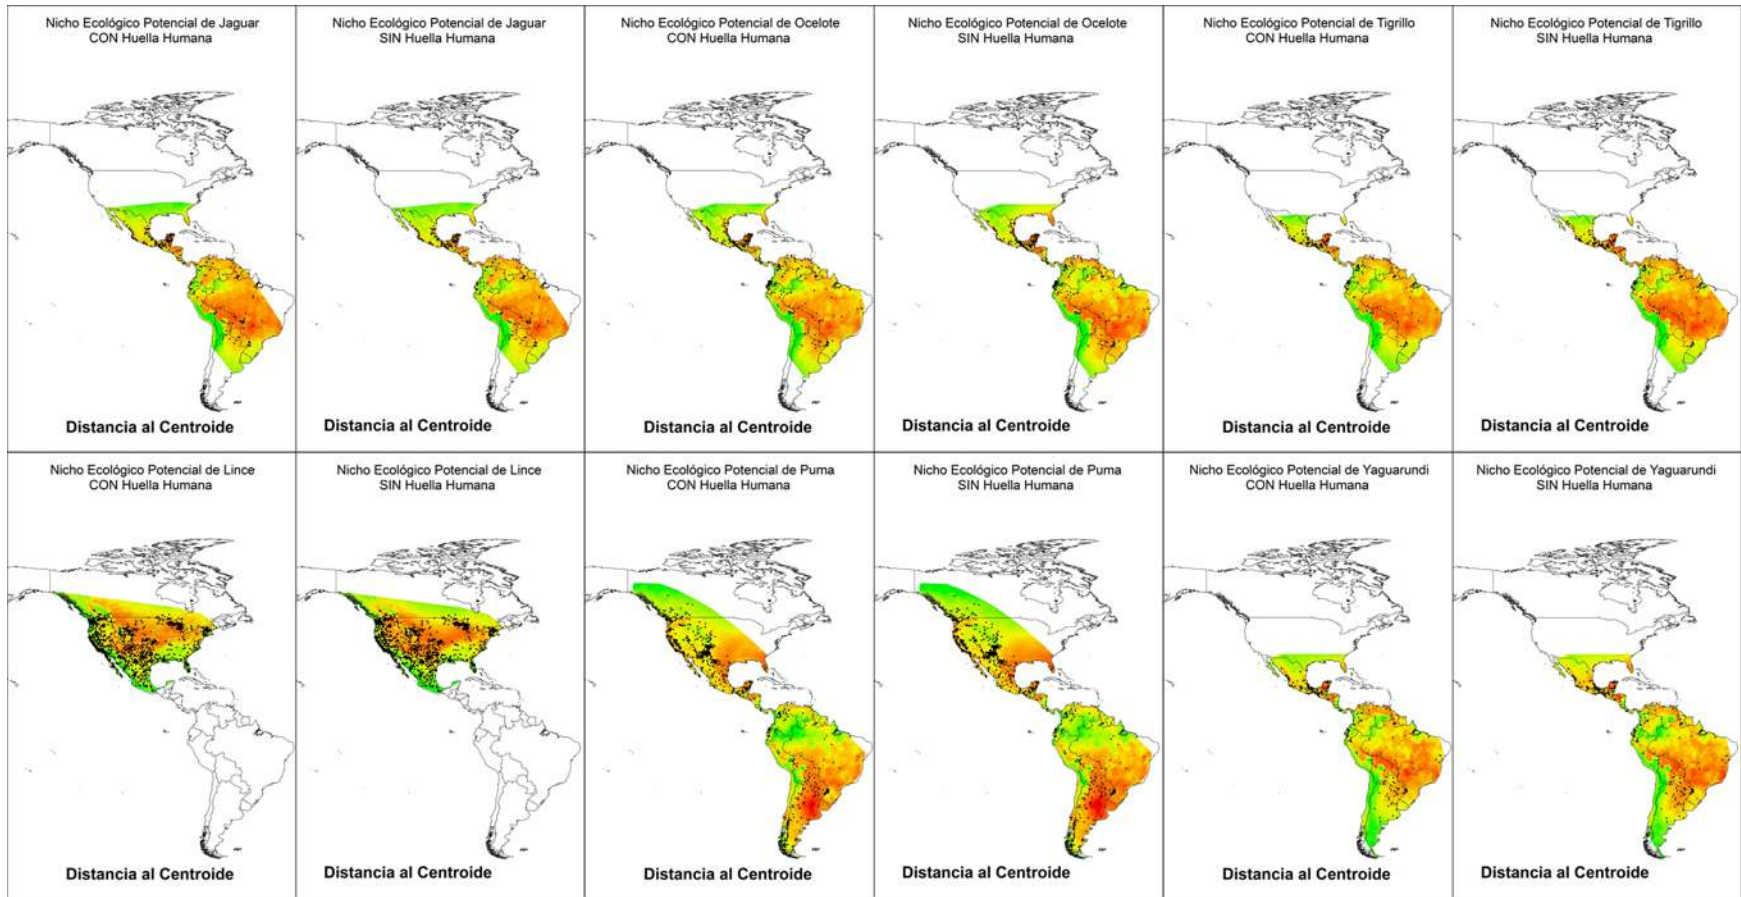 Nicho Ecológico Potencial de Jaguar
CON Huella Humana
Distancia al Centroide
Nicho Ecológico Potencial de Jaguar
SIN Huella Humana
Distancia al Centroide
Nicho Ecológico Potencial de Ocelote
CON Huella Humana
Distancia al Centroide
Nicho Ecológico Potencial de Ocelote
SIN Huella Humana
Distancia al Centroide
Nicho Ecológico Potencial de Tigrillo
CON Huella Humana
Distancia al Centroide
Nicho Ecológico Potencial de Tigrillo
SIN Huella Humana
Distancia al Centroide
Nicho Ecológico Potencial de Lince
CON Huella Humana
Distancia al Centroide
Nicho Ecológico Potencial de Lince
SIN Huella Humana
Distancia al Centroide
Nicho Ecológico Potencial de Puma
CON Huella Humana
Distancia al Centroide
Nicho Ecológico Potencial de Puma
SIN Huella Humana
Distancia al Centroide
Nicho Ecológico Potencial de Yaguarundi
CON Huella Humana
Distancia al Centroide
Nicho Ecológico Potencial de Yaguarundi
SIN Huella Humana
Distancia al Centroide